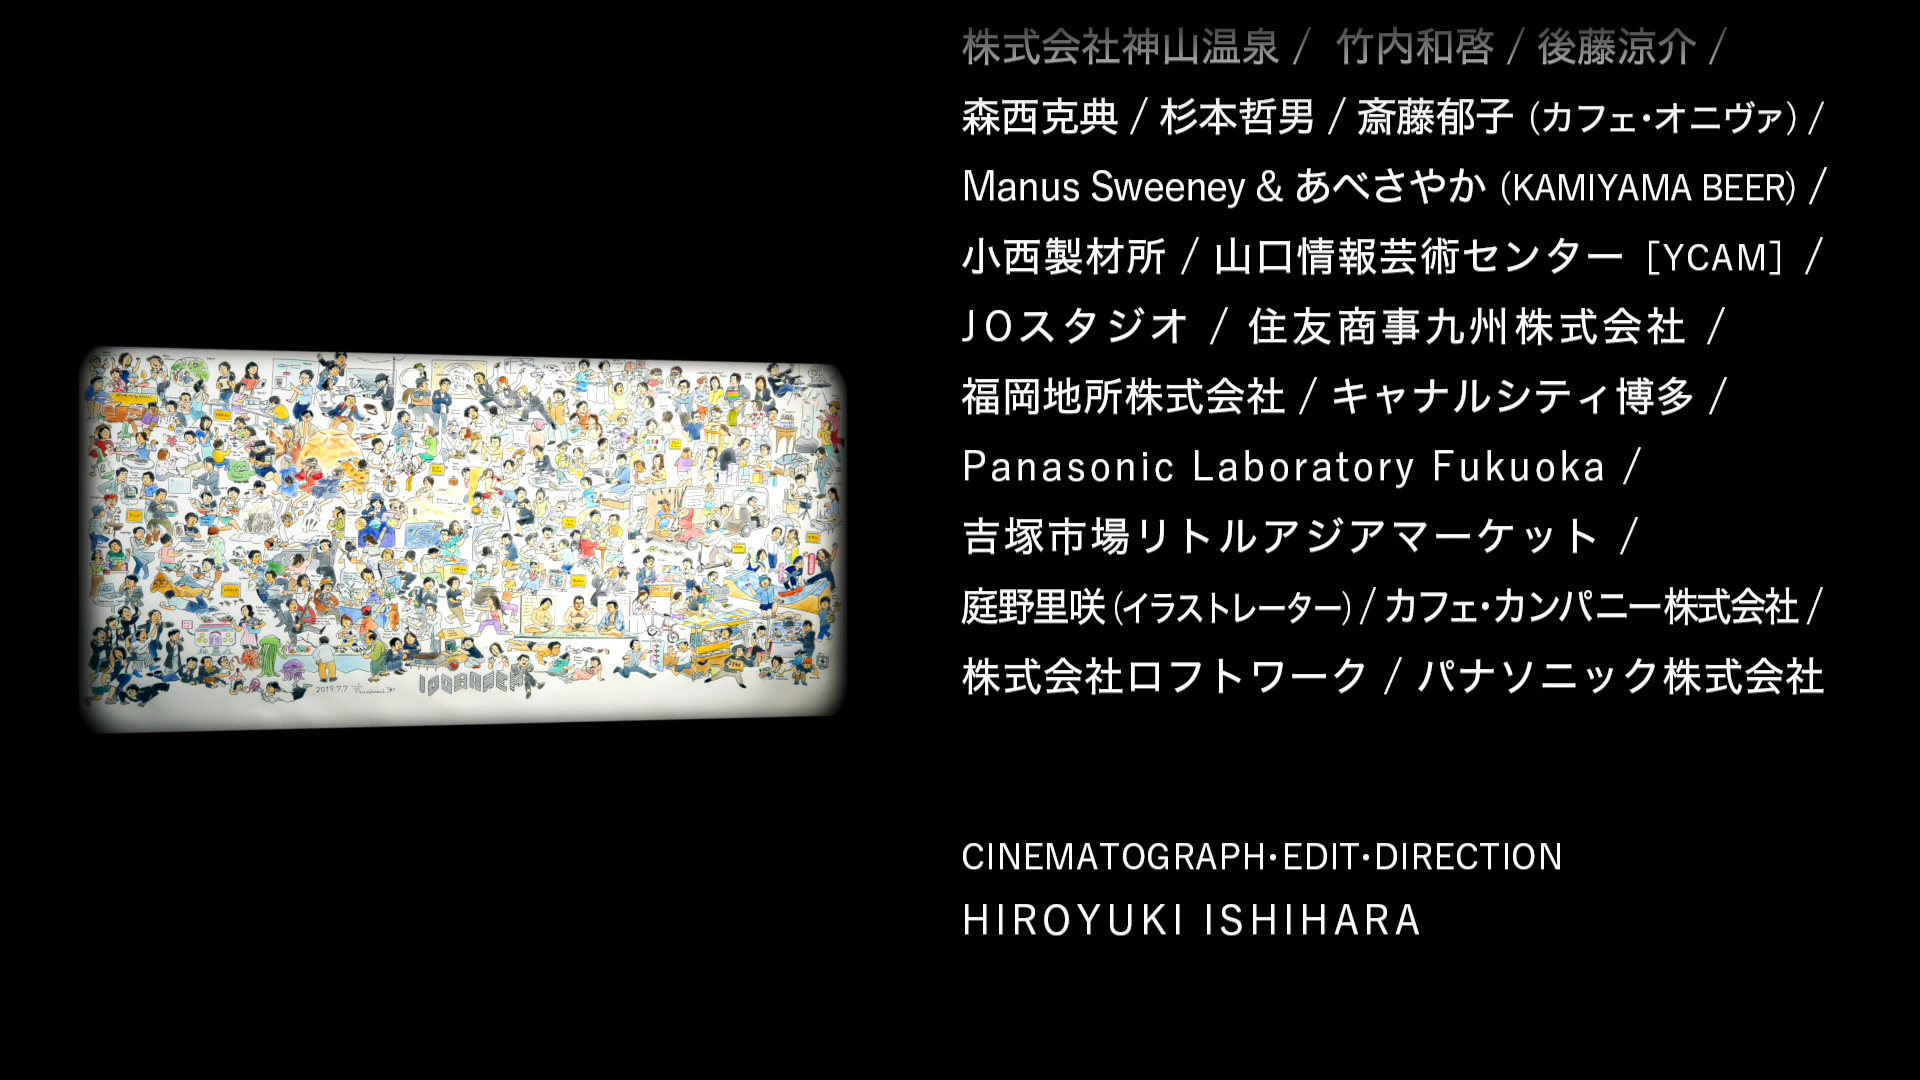 株式会社神山温泉 / 竹内和啓 / 後藤涼介 /
森西克典 / 杉本哲男 / 斎藤郁子 (カフェ・オニヴァ) /
Manus Sweeney & あべさやか (KAMIYAMA BEER) /
小西製材所 / 山口情報芸術センター [YCAM] /
JOスタジオ / 住友商事九州株式会社 /
福岡地所株式会社 / キャナルシティ博多 /
Panasonic Laboratory Fukuoka /
吉塚市場リトルアジアマーケット /
庭野里咲 (イラストレーター) / カフェ・カンパニー株式会社 /
株式会社ロフトワーク / パナソニック株式会社
CINEMATOGRAPH・EDIT・DIRECTION
HIROYUKI ISHIHARA
2019.7.7